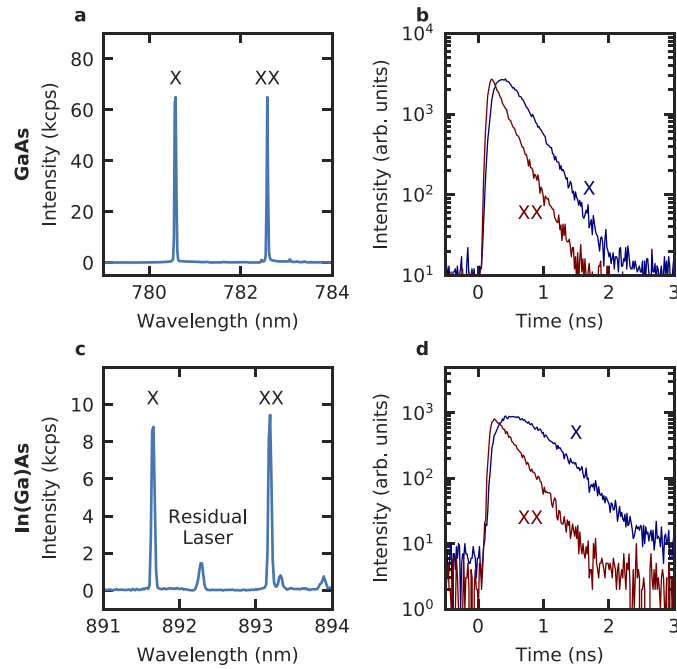 a
GaAs
Intensity (kcps)
80
60
40
20
0
X
XX
780
782
784
Wavelength (nm)
b
Intensity (arb. units)
10^4
10^3
10^2
10^1
X
XX
0
1
2
3
Time (ns)
c
In(Ga)As
Intensity (kcps)
10
8
6
4
2
0
X
XX
Residual
Laser
891
892
893
894
Wavelength (nm)
d
Intensity (arb. units)
10^3
10^2
10^1
10^0
X
XX
0
1
2
3
Time (ns)